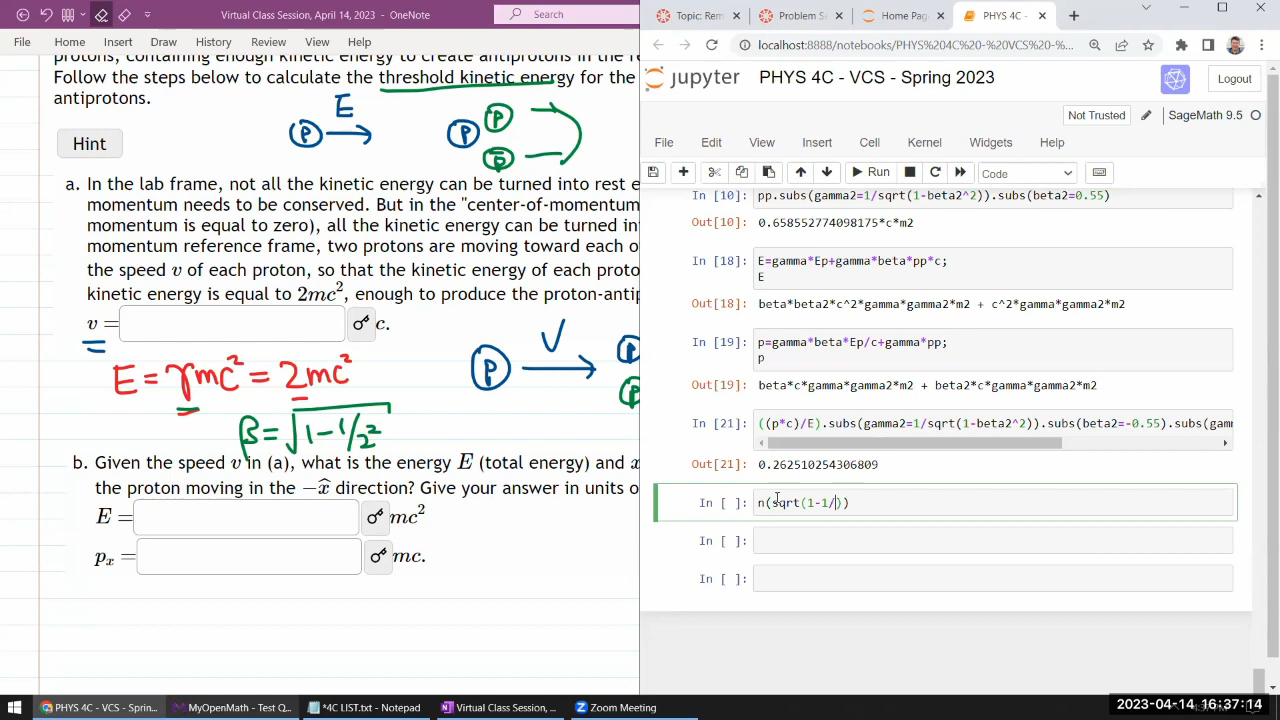 Virtual Class Session, April 14, 2023 - OneNote
Search
File Home Insert Draw History Review View Help
protons, containing enough kinetic energy to create antiprotons in the
Follow the steps below to calculate the threshold kinetic energy for the
antiprotons.
E
P P P
p̅
Hint
a. In the lab frame, not all the kinetic energy can be turned into rest e
momentum needs to be conserved. But in the "center-of-momentum
momentum is equal to zero), all the kinetic energy can be turned in
momentum reference frame, two protons are moving toward each o
the speed v of each proton, so that the kinetic energy of each proto
kinetic energy is equal to 2mc², enough to produce the proton-antip
v = c.
V
P
E = γmc² = 2mc²
β = √1-1/2²
b. Given the speed v in (a), what is the energy E (total energy) and x
the proton moving in the −x̂ direction? Give your answer in units o
E = mc²
pₓ = mc.
Topic: Rem
Problem Se
Home Page
PHYS 4C -
localhost:8888/notebooks/PHYS%204C%20-%20VCS%20-%...
jupyter PHYS 4C - VCS - Spring 2023
Logout
Not Trusted SageMath 9.5
File Edit View Insert Cell Kernel Widgets Help
Run Code
In [10]: pp.subs(gamma2=1/sqrt(1-beta2^2)).subs(beta2=0.55)
Out[10]: 0.658552774098175*c*m2
In [18]: E=gamma*Ep+gamma*beta*pp*c;
E
Out[18]: beta*beta2*c^2*gamma*gamma2*m2 + c^2*gamma*gamma2*m2
In [19]: p=gamma*beta*Ep/c+gamma*pp;
p
Out[19]: beta*c*gamma*gamma2*m2 + beta2*c*gamma*gamma2*m2
In [21]: ((p*c)/E).subs(gamma2=1/sqrt(1-beta2^2)).subs(beta=-0.55).subs(gam
Out[21]: 0.262510254306809
In [ ]: n(sqrt(1-1/))
In [ ]:
In [ ]:
PHYS 4C - VCS - Sprin...
MyOpenMath - Test Q...
*4C LIST.txt - Notepad
Virtual Class Session,...
Zoom Meeting
2023-04-14 16:37:14